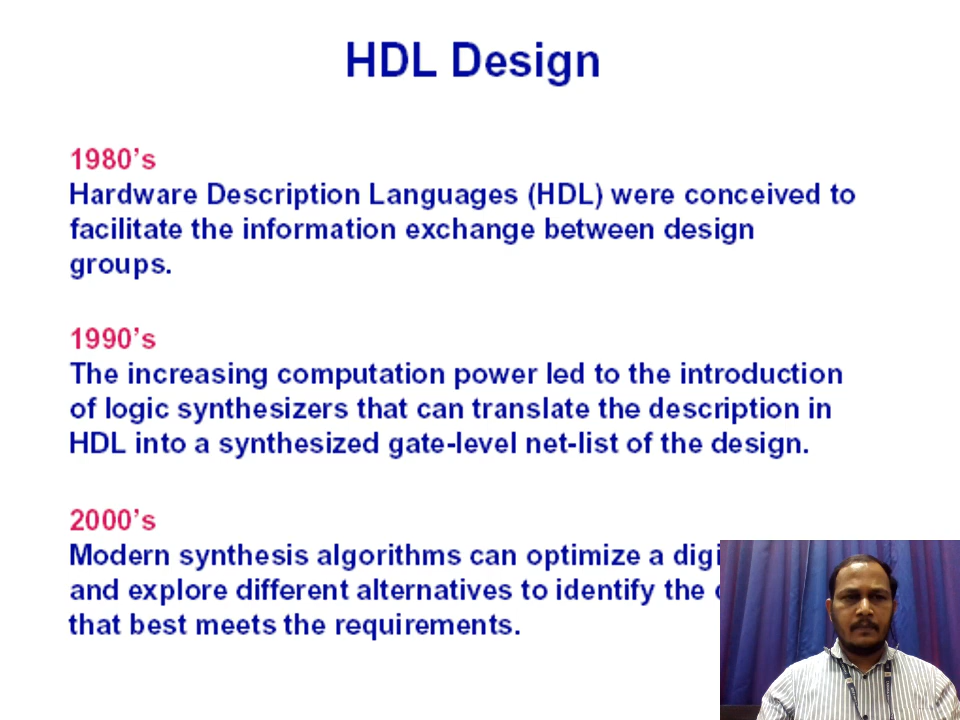 HDL Design
1980's
Hardware Description Languages (HDL) were conceived to
facilitate the information exchange between design
groups.
1990's
The increasing computation power led to the introduction
of logic synthesizers that can translate the description in
HDL into a synthesized gate-level net-list of the design.
2000's
Modern synthesis algorithms can optimize a
and explore different alternatives to identify the
that best meets the requirements.